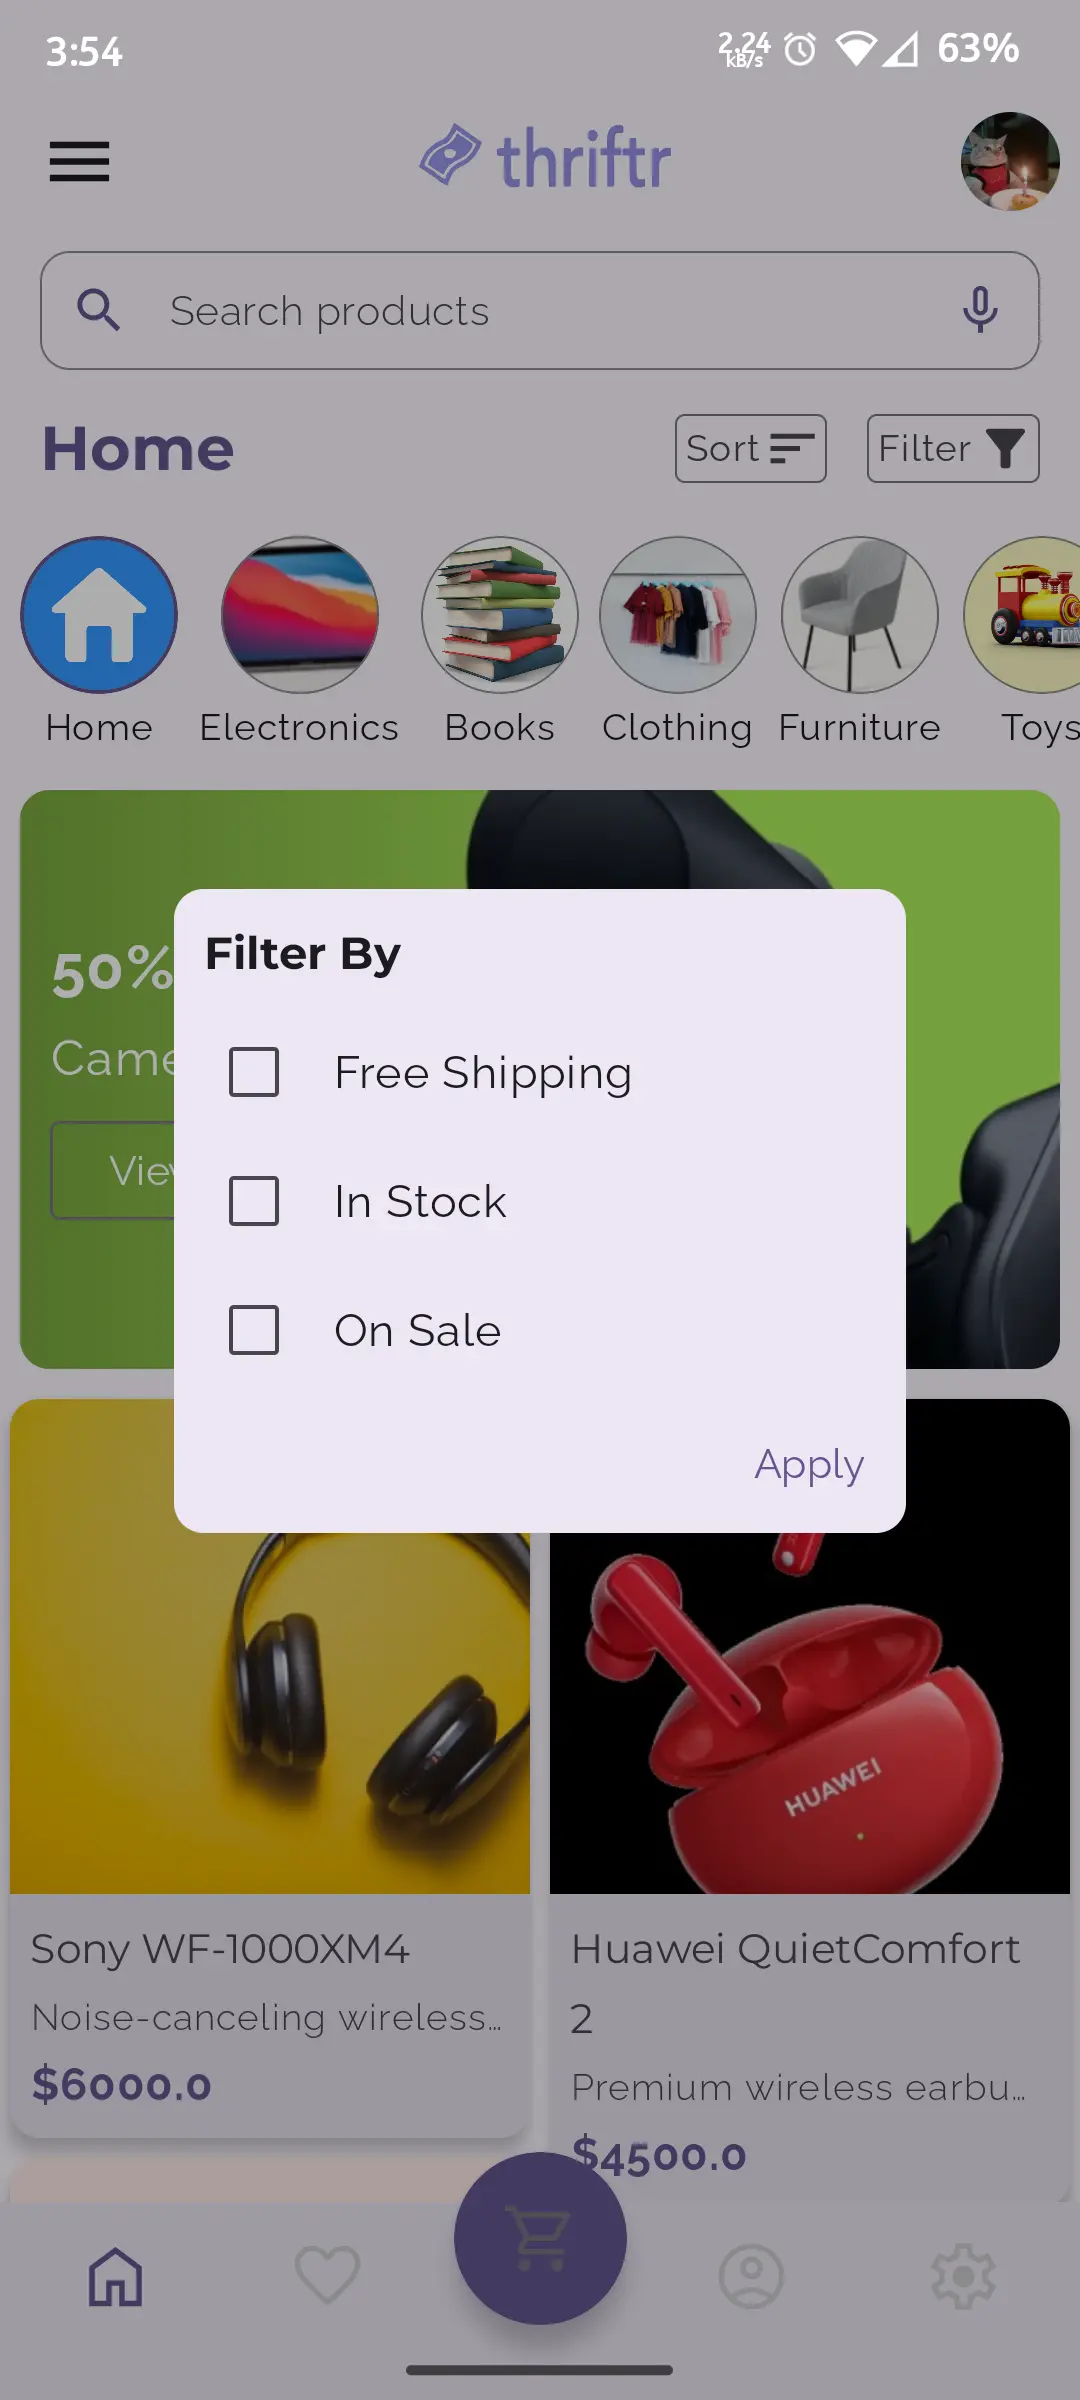 3:54
2.24
kB/s
63%
thriftr
Search products
Home
Sort
Filter
Home
Electronics
Books
Clothing
Furniture
Toys
50%
Came
View
Filter By
Free Shipping
In Stock
On Sale
Apply
HUAWEI
Sony WF-1000XM4
Noise-canceling wireless...
$6000.0
Huawei QuietComfort
2
Premium wireless earbu...
$4500.0